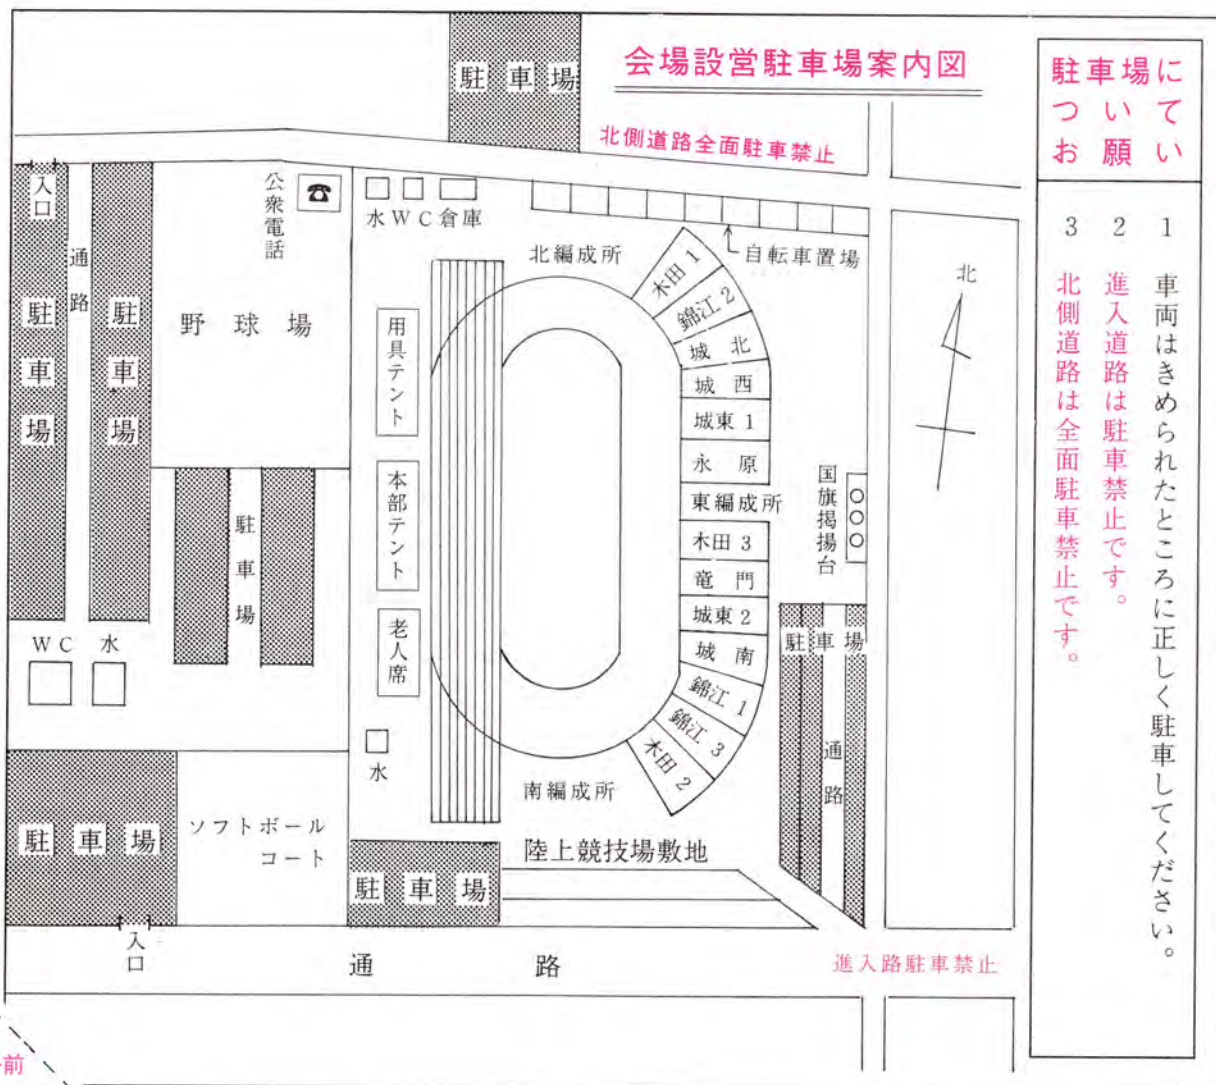 会場設営駐車場案内図
駐車場に
ついて
お願い
1 車両はきめられたところに正しく駐車してください。
2 進入道路は駐車禁止です。
3 北側道路は全面駐車禁止です。
駐車場
北側道路全面駐車禁止
入口
通路
駐車場
駐車場
公衆電話
水
WC
倉庫
自転車置場
北
野球場
北編成所
用具テント
本部テント
老人席
木田1
錦江2
城北
城西
城東1
永原
東編成所
木田3
竜門
城東2
城南
錦江1
錦江3
木田2
国旗掲揚台
駐車場
駐車場
通路
WC
水
水
南編成所
駐車場
ソフトボール
コート
陸上競技場敷地
駐車場
入口
通路
進入路駐車禁止
前